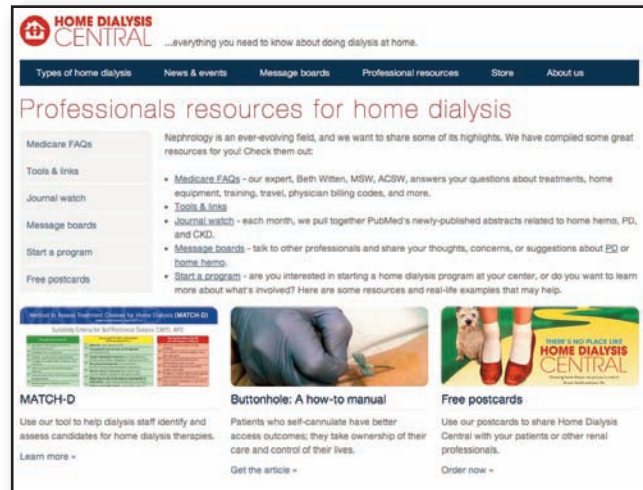 HOME DIALYSIS
CENTRAL
...everything you need to know about doing dialysis at home.
Types of home dialysis News & events Message boards Professional resources Store About us
Professionals resources for home dialysis
Medicare FAQs
Tools & links
Journal watch
Message boards
Start a program
Free postcards
Nephrology is an ever-evolving field, and we want to share some of its highlights. We have compiled some great
resources for you! Check them out:
• Medicare FAQs - our expert, Beth Witten, MSW, ACSW, answers your questions about treatments, home
equipment, training, travel, physician billing codes, and more.
• Tools & links
• Journal watch - each month, we pull together PubMed's newly-published abstracts related to home hemo, PD,
and CKD.
• Message boards - talk to other professionals and share your thoughts, concerns, or suggestions about PD or
home hemo.
• Start a program - are you interested in starting a home dialysis program at your center, or do you want to learn
more about what's involved? Here are some resources and real-life examples that may help.
Method to Assess Treatment Choices for Home Dialysis (MATCH-D)
MATCH-D
Use our tool to help dialysis staff identify and
assess candidates for home dialysis therapies.
Learn more »
Buttonhole: A how-to manual
Patients who self-cannulate have better
access outcomes; they take ownership of their
care and control of their lives.
Get the article »
THERE'S NO PLACE LIKE
HOME DIALYSIS
CENTRAL
Free postcards
Use our postcards to share Home Dialysis
Central with your patients or other renal
professionals.
Order now »